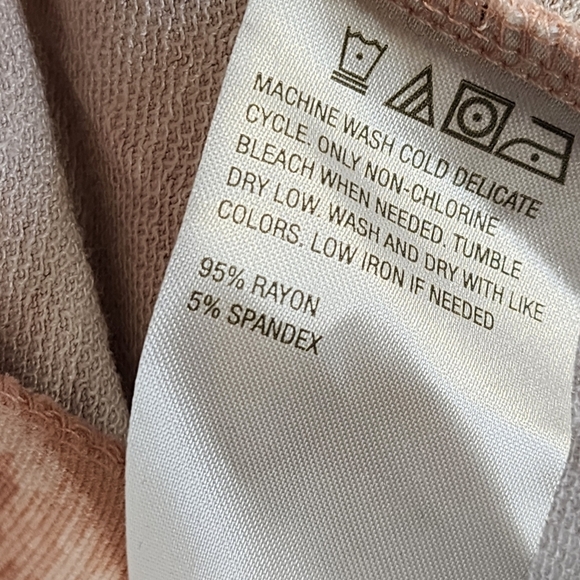 MACHINE WASH COLD DELICATE
CYCLE. ONLY NON-CHLORINE
BLEACH WHEN NEEDED. TUMBLE
DRY LOW. WASH AND DRY WITH LIKE
COLORS. LOW IRON IF NEEDED
95% RAYON
5% SPANDEX